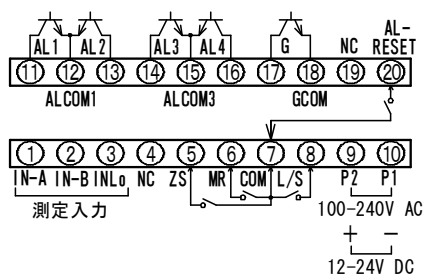 AL1 AL2 AL3 AL4 G NC AL-RESET
11 12 13 14 15 16 17 18 19 20
ALCOM1 ALCOM3 GCOM
1 2 3 4 5 6 7 8 9 10
IN-A IN-B INLo NC ZS MR COM L/S P2 P1
測定入力 100-240V AC
+ −
12-24V DC